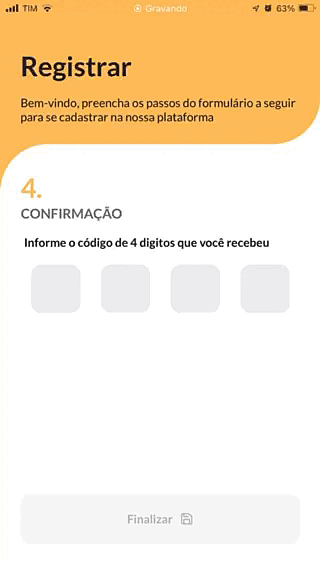 TIM
Gravando
63%
Registrar
Bem-vindo, preencha os passos do formulário a seguir
para se cadastrar na nossa plataforma
4.
CONFIRMAÇÃO
Informe o código de 4 digitos que você recebeu
Finalizar